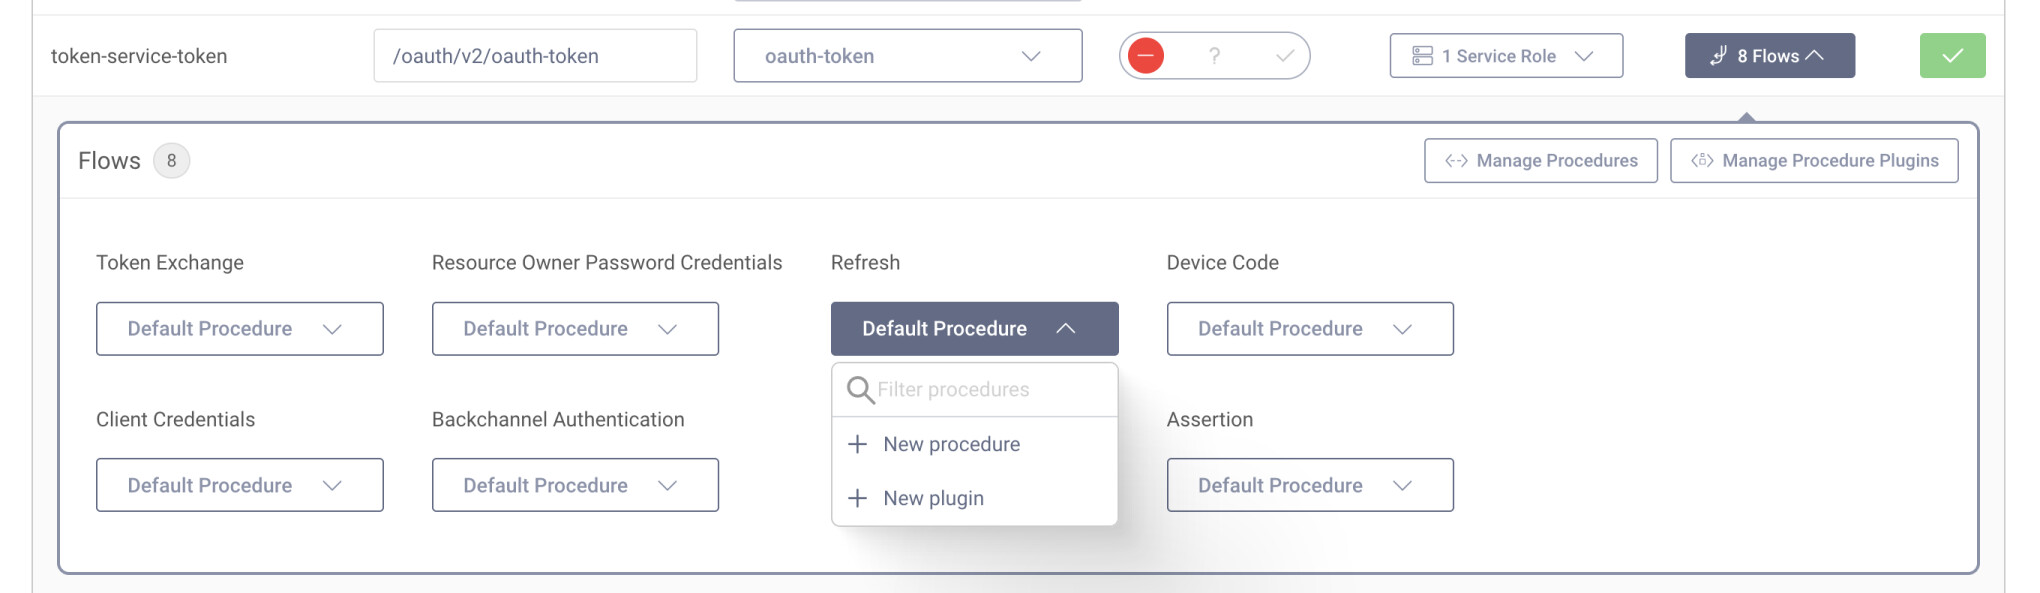 token-service-token
/oauth/v2/oauth-token
oauth-token
?
1 Service Role
8 Flows
Flows 8
Manage Procedures
Manage Procedure Plugins
Token Exchange
Resource Owner Password Credentials
Refresh
Device Code
Default Procedure
Default Procedure
Default Procedure
Default Procedure
Filter procedures
New procedure
New plugin
Client Credentials
Backchannel Authentication
Assertion
Default Procedure
Default Procedure
Default Procedure